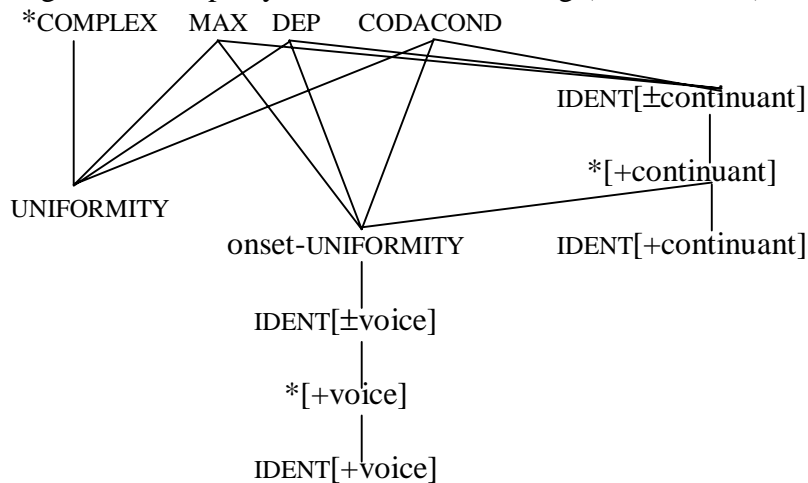 *COMPLEX MAX DEP CODACOND
IDENT[±continuant]
*[+continuant]
UNIFORMITY
onset-UNIFORMITY IDENT[+continuant]
IDENT[±voice]
*[+voice]
IDENT[+voice]